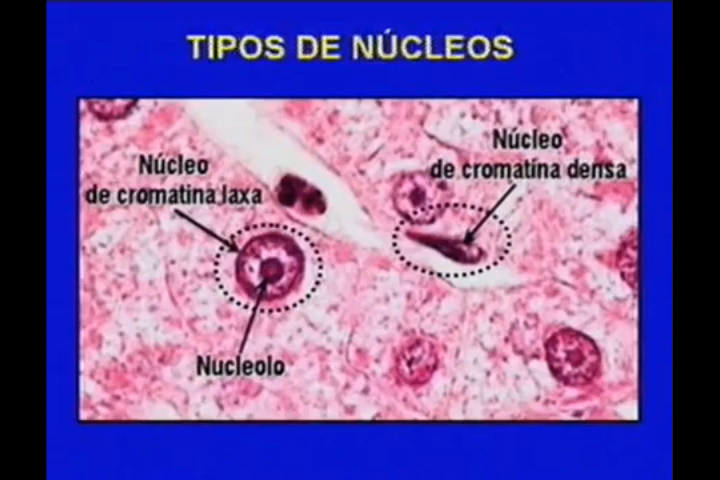 TIPOS DE NÚCLEOS
Núcleo
de cromatina laxa
Núcleo
de cromatina densa
Nucleolo